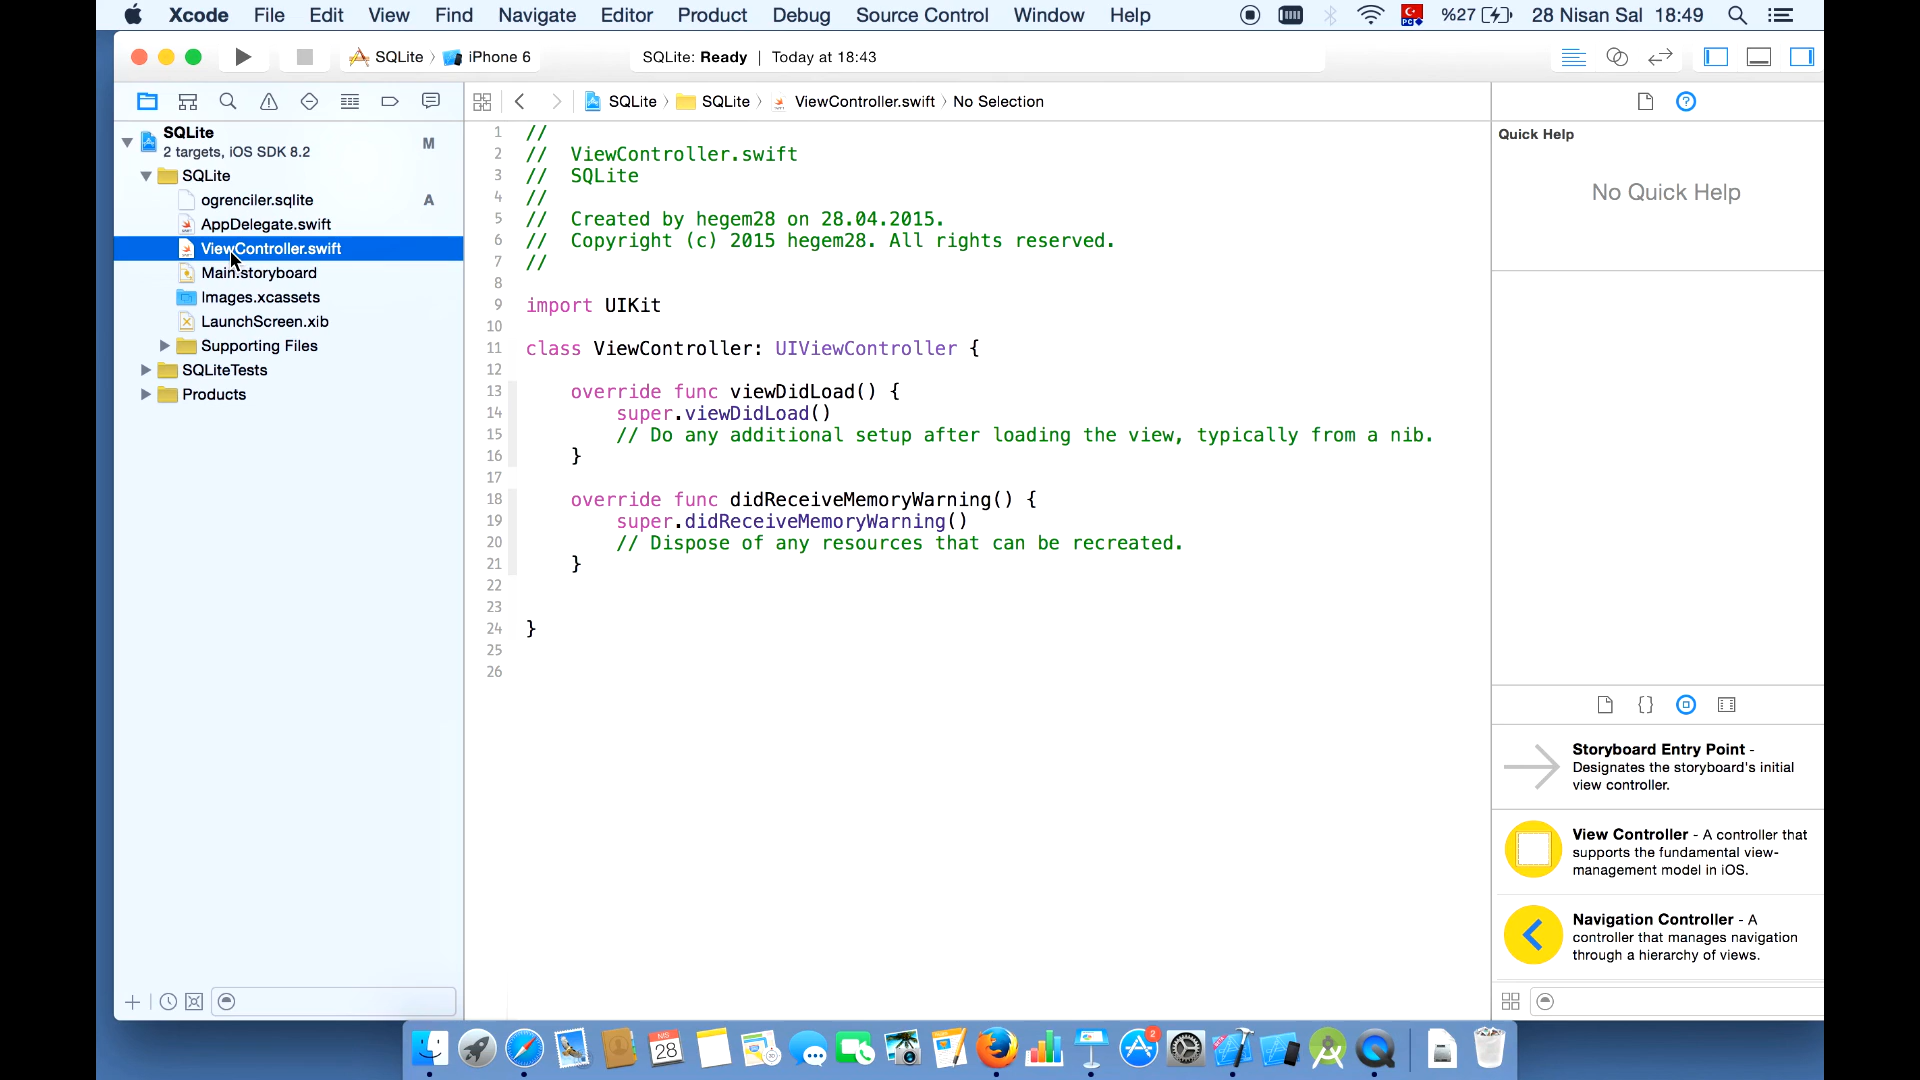 Xcode File Edit View Find Navigate Editor Product Debug Source Control Window Help %27 28 Nisan Sal 18:49
SQLite iPhone 6 SQLite: Ready | Today at 18:43
SQLite SQLite ViewController.swift No Selection
SQLite
2 targets, iOS SDK 8.2
M
SQLite
ogrenciler.sqlite A
AppDelegate.swift
ViewController.swift
Main.storyboard
Images.xcassets
LaunchScreen.xib
Supporting Files
SQLiteTests
Products
1 //
2 // ViewController.swift
3 // SQLite
4 //
5 // Created by hegem28 on 28.04.2015.
6 // Copyright (c) 2015 hegem28. All rights reserved.
7 //
8
9 import UIKit
10
11 class ViewController: UIViewController {
12
13 override func viewDidLoad() {
14 super.viewDidLoad()
15 // Do any additional setup after loading the view, typically from a nib.
16 }
17
18 override func didReceiveMemoryWarning() {
19 super.didReceiveMemoryWarning()
20 // Dispose of any resources that can be recreated.
21 }
22
23
24 }
25
26
Quick Help
No Quick Help
{}
Storyboard Entry Point -
Designates the storyboard's initial
view controller.
View Controller - A controller that
supports the fundamental view-
management model in iOS.
Navigation Controller - A
controller that manages navigation
through a hierarchy of views.
28
2